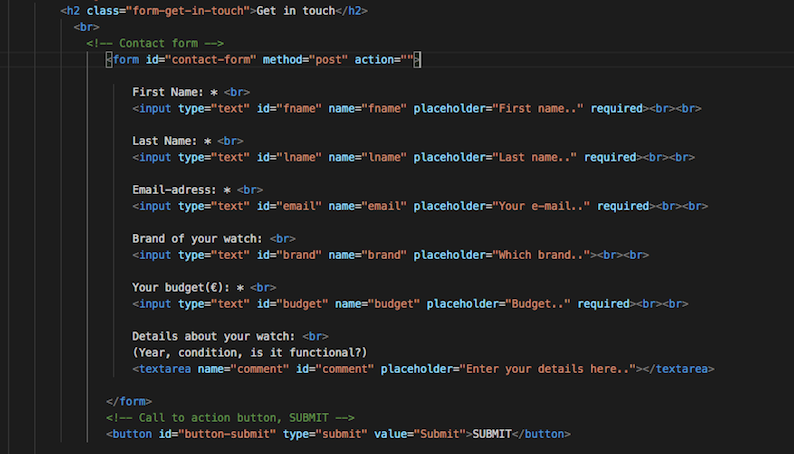 <h2 class="form-get-in-touch">Get in touch</h2>
<br>
<!-- Contact form -->
<form id="contact-form" method="post" action="">
First Name: * <br>
<input type="text" id="fname" name="fname" placeholder="First name.." required><br><br>
Last Name: * <br>
<input type="text" id="lname" name="lname" placeholder="Last name.." required><br><br>
Email-adress: * <br>
<input type="text" id="email" name="email" placeholder="Your e-mail.." required><br><br>
Brand of your watch: <br>
<input type="text" id="brand" name="brand" placeholder="Which brand.."><br><br>
Your budget(€): * <br>
<input type="text" id="budget" name="budget" placeholder="Budget.." required><br><br>
Details about your watch: <br>
(Year, condition, is it functional?)
<textarea name="comment" id="comment" placeholder="Enter your details here.."></textarea>
</form>
<!-- Call to action button, SUBMIT -->
<button id="button-submit" type="submit" value="Submit">SUBMIT</button>